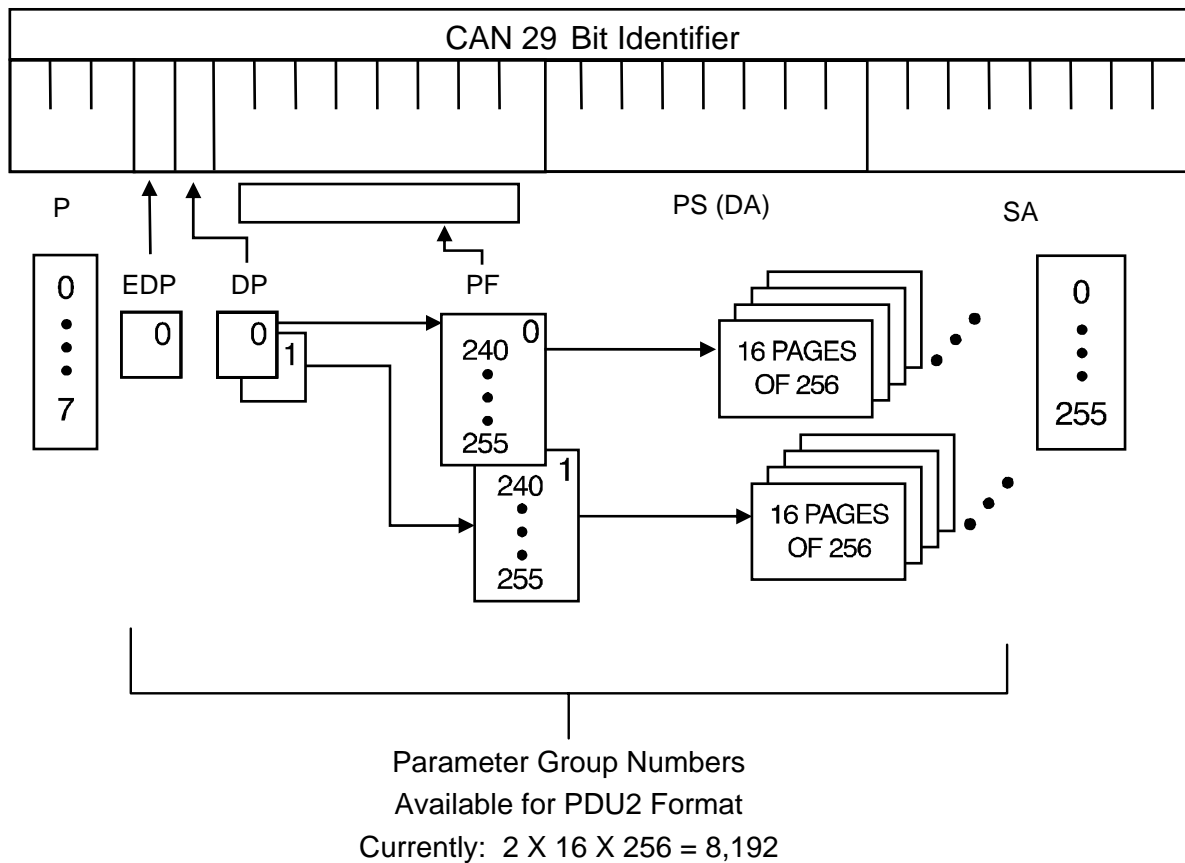 CAN 29 Bit Identifier
P
PS (DA)
SA
EDP
DP
PF
0
7
0
0
1
0
240
255
1
240
255
16 PAGES
OF 256
16 PAGES
OF 256
0
255
Parameter Group Numbers
Available for PDU2 Format
Currently: 2 X 16 X 256 = 8,192